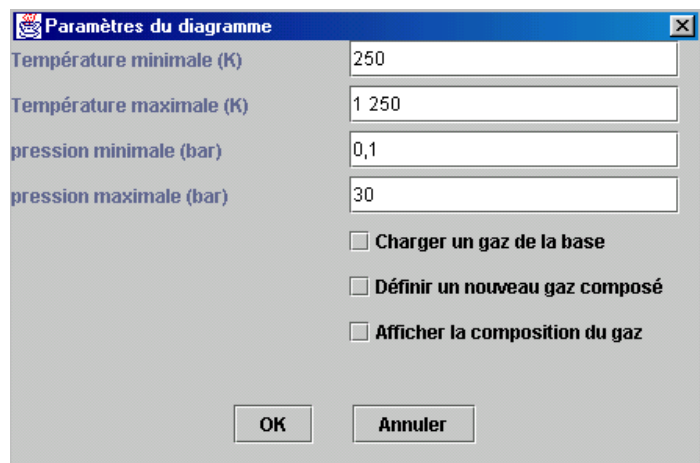 Paramètres du diagramme
Température minimale (K) 250
Température maximale (K) 1 250
pression minimale (bar) 0,1
pression maximale (bar) 30
Charger un gaz de la base
Définir un nouveau gaz composé
Afficher la composition du gaz
OK Annuler